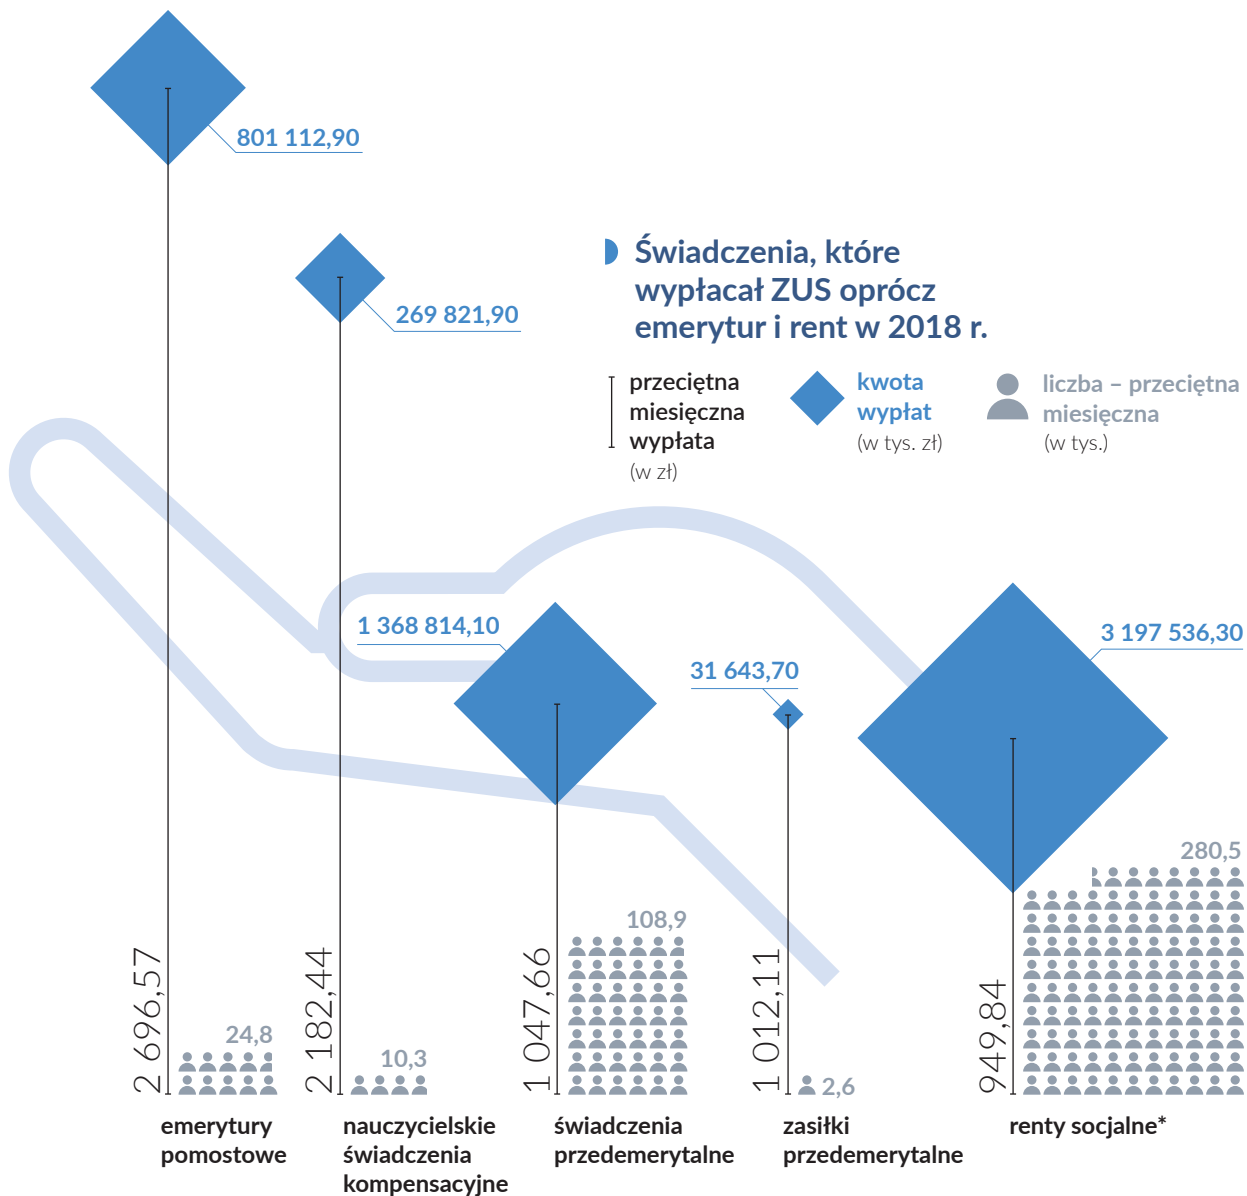 801 112,90
269 821,90
Świadczenia, które
wypłacał ZUS oprócz
emerytur i rent w 2018 r.
przeciętna
miesięczna
wypłata
(w zł)
kwota
wypłat
(w tys. zł)
liczba – przeciętna
miesięczna
(w tys.)
1 368 814,10
31 643,70
3 197 536,30
2 696,57
24,8
2 182,44
10,3
1 047,66
108,9
1 012,11
2,6
949,84
280,5
emerytury
pomostowe
nauczycielskie
świadczenia
kompensacyjne
świadczenia
przedemerytalne
zasiłki
przedemerytalne
renty socjalne*